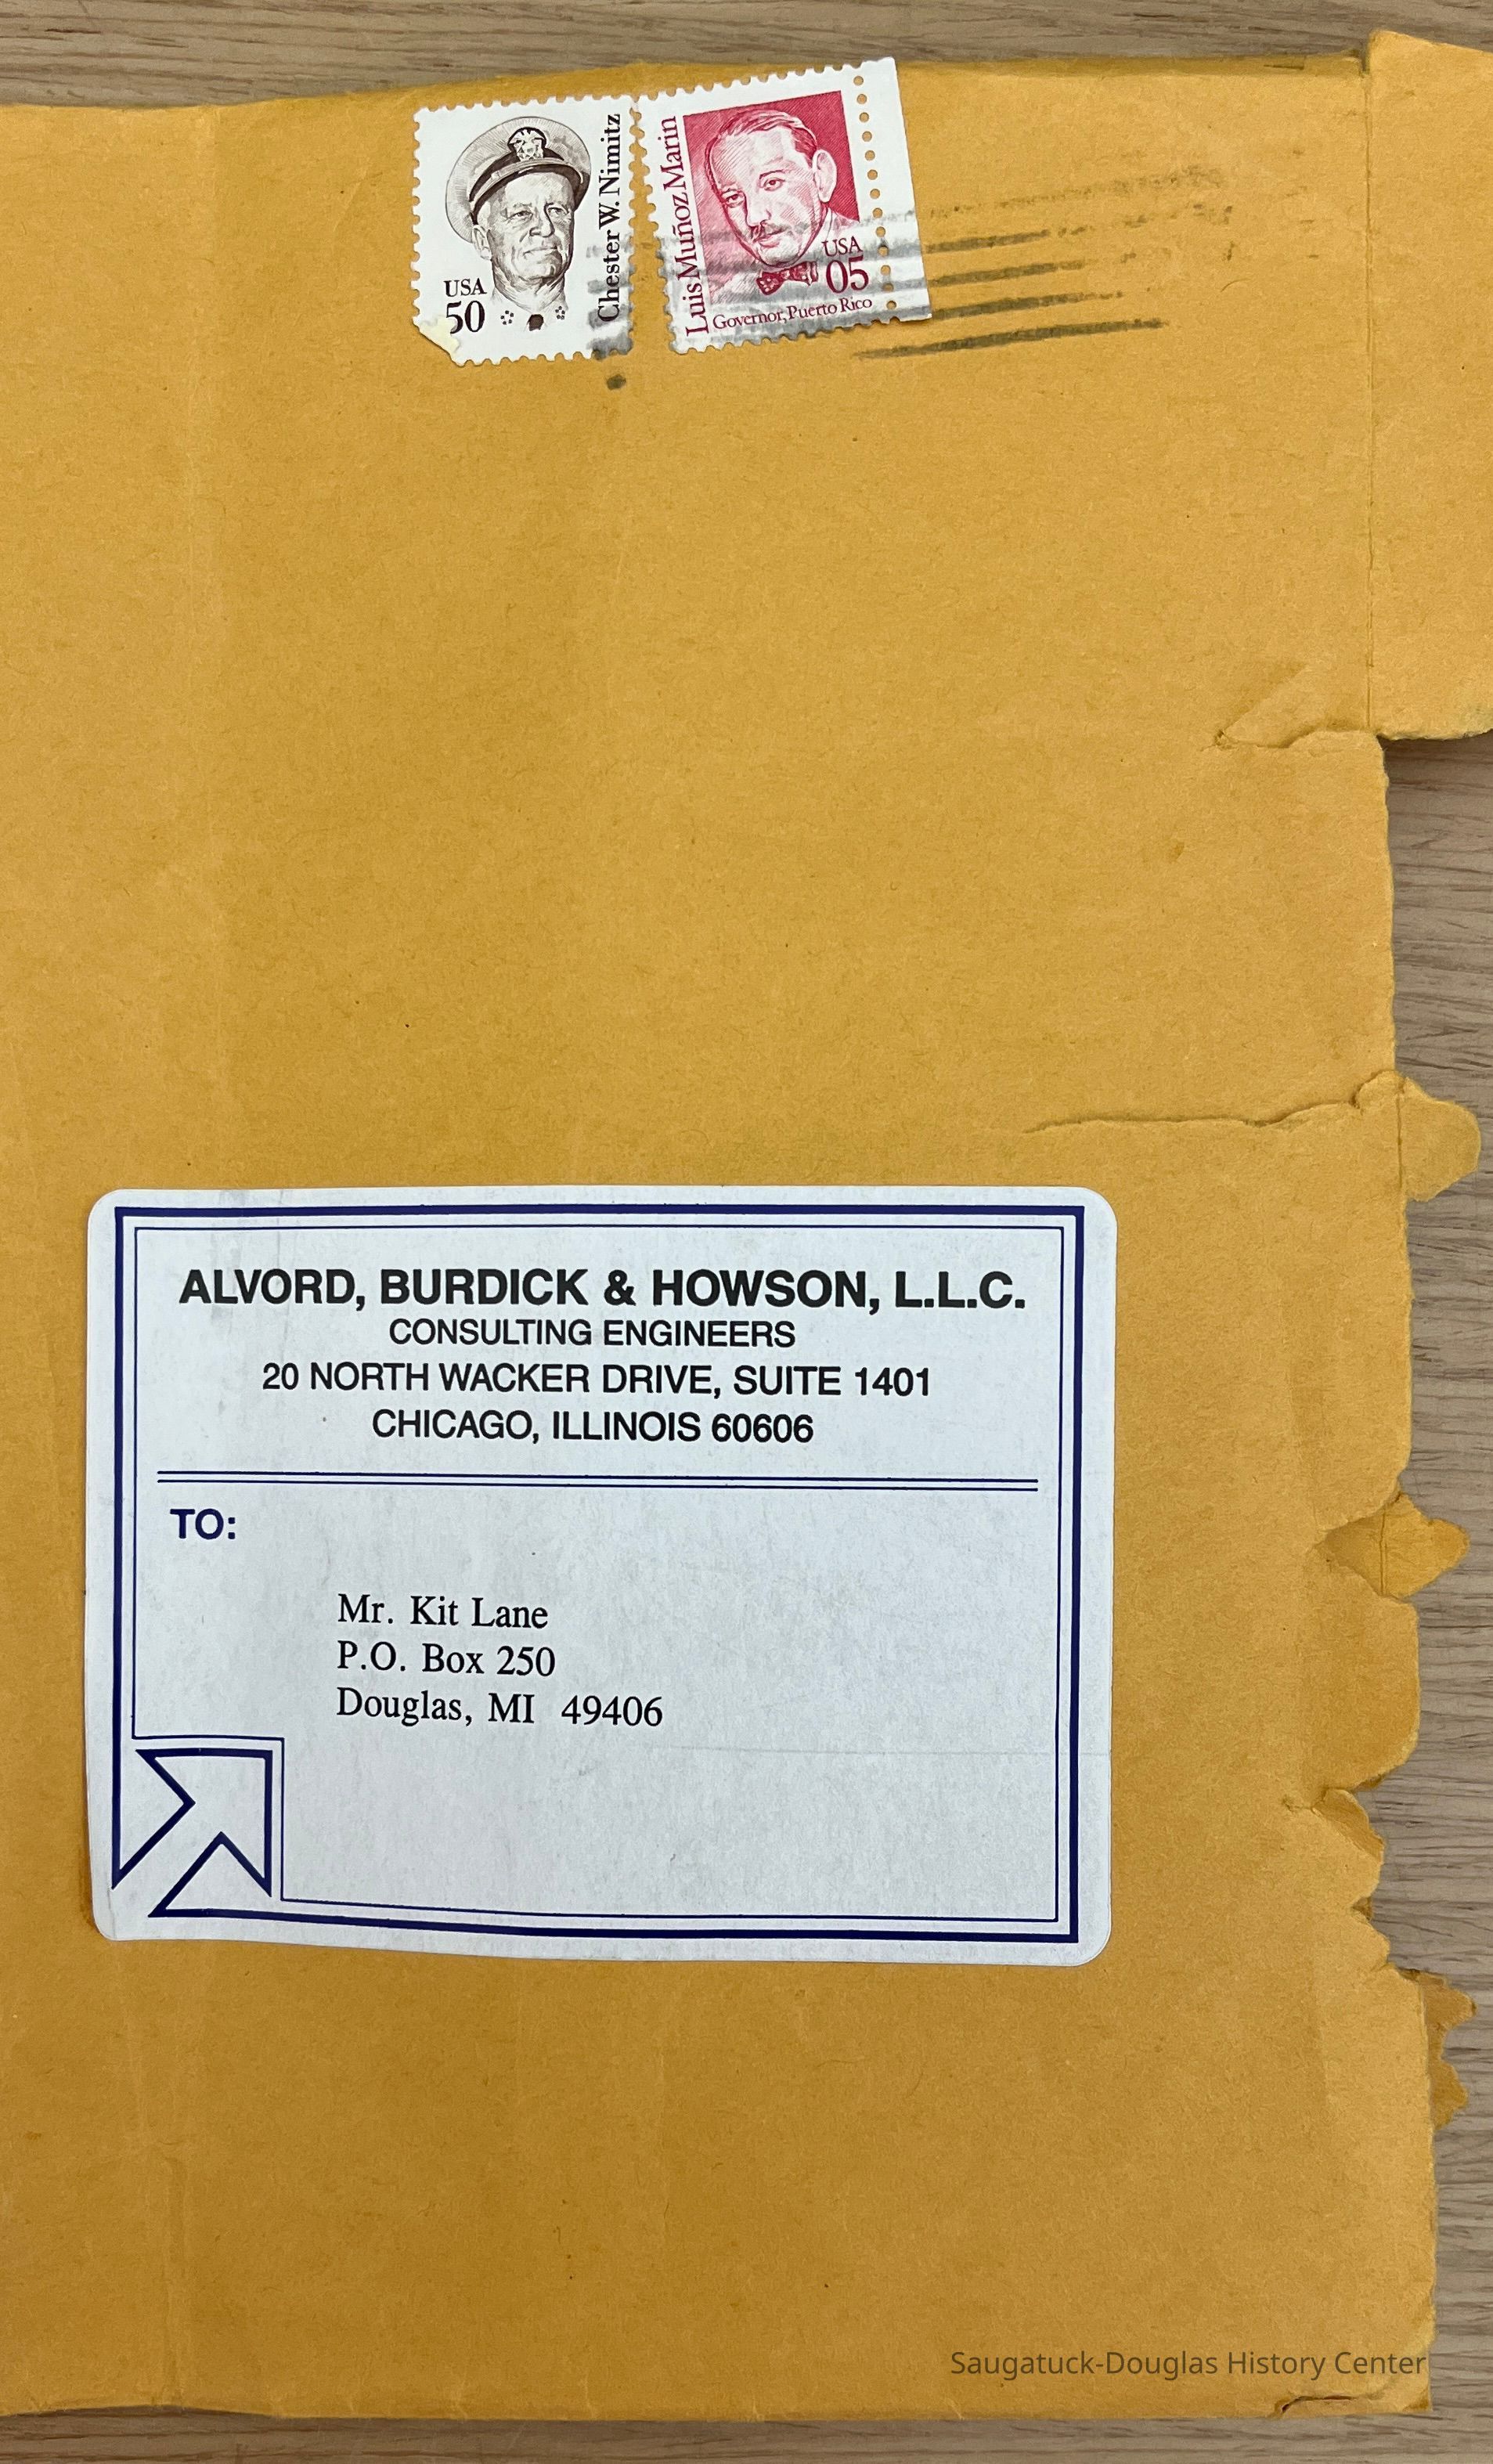 Chester W. Nimitz
USA
50
Luis Muñoz Marin
USA
05
Governor, Puerto Rico
ALVORD, BURDICK & HOWSON, L.L.C.
CONSULTING ENGINEERS
20 NORTH WACKER DRIVE, SUITE 1401
CHICAGO, ILLINOIS 60606
TO:
Mr. Kit Lane
P.O. Box 250
Douglas, MI 49406
Saugatuck-Douglas History Center